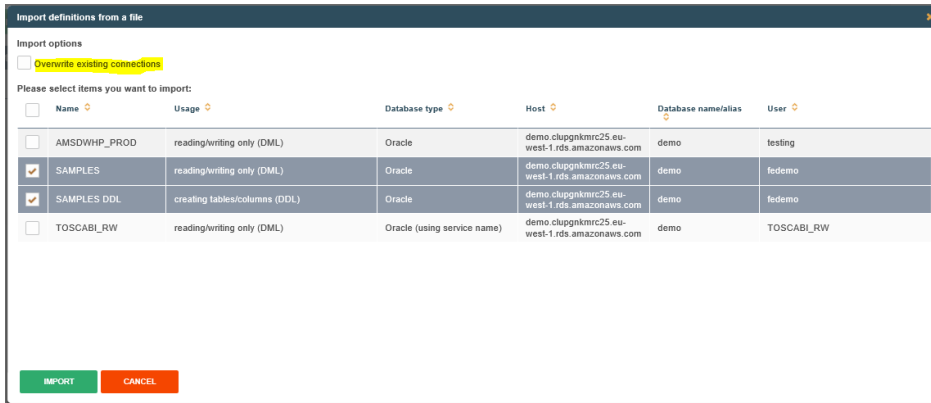 Import definitions from a file
Import options
Overwrite existing connections
Please select items you want to import:
Name Usage Database type Host Database name/alias User
AMSDWHP_PROD reading/writing only (DML) Oracle demo.clupgnkmrc25.eu-west-1.rds.amazonaws.com demo testing
SAMPLES reading/writing only (DML) Oracle demo.clupgnkmrc25.eu-west-1.rds.amazonaws.com demo fedemo
SAMPLES DDL creating tables/columns (DDL) Oracle demo.clupgnkmrc25.eu-west-1.rds.amazonaws.com demo fedemo
TOSCABI_RW reading/writing only (DML) Oracle (using service name) demo.clupgnkmrc25.eu-west-1.rds.amazonaws.com demo TOSCABI_RW
IMPORT CANCEL